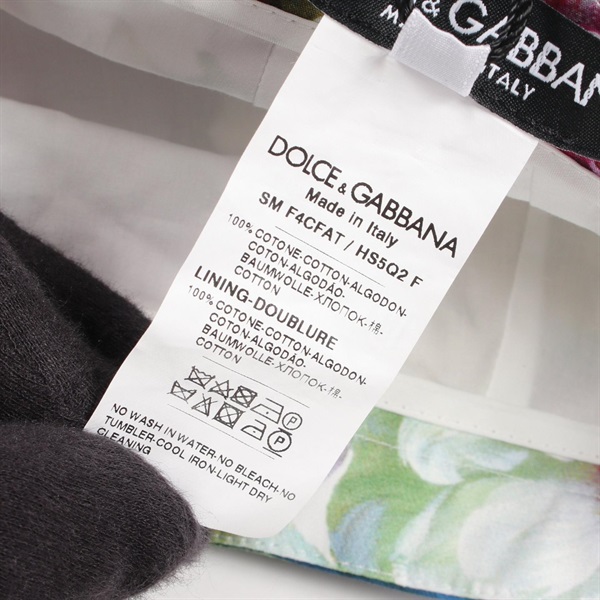 & GABBANA
ITALY
DOLCE & GABBANA
Made in Italy
SM F4CFAT / HS5Q2 F
100% COTONE-COTTON-ALGODON-
COTON-ALGODÃO-
BAUMWOLLE-ХЛОПОК-棉-
COTTON
LINING-DOUBLURE
100% COTONE-COTTON-ALGODON-
COTON-ALGODÃO-
BAUMWOLLE-ХЛОПОК-棉-
COTTON
NO WASH IN WATER-NO BLEACH-NO
TUMBLER-COOL IRON-LIGHT DRY
CLEANING